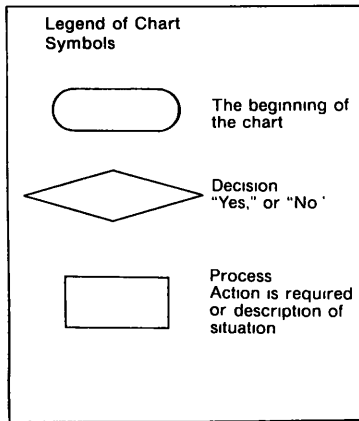 Legend of Chart
Symbols
The beginning of
the chart
Decision
"Yes," or "No '
Process
Action is required
or description of
situation